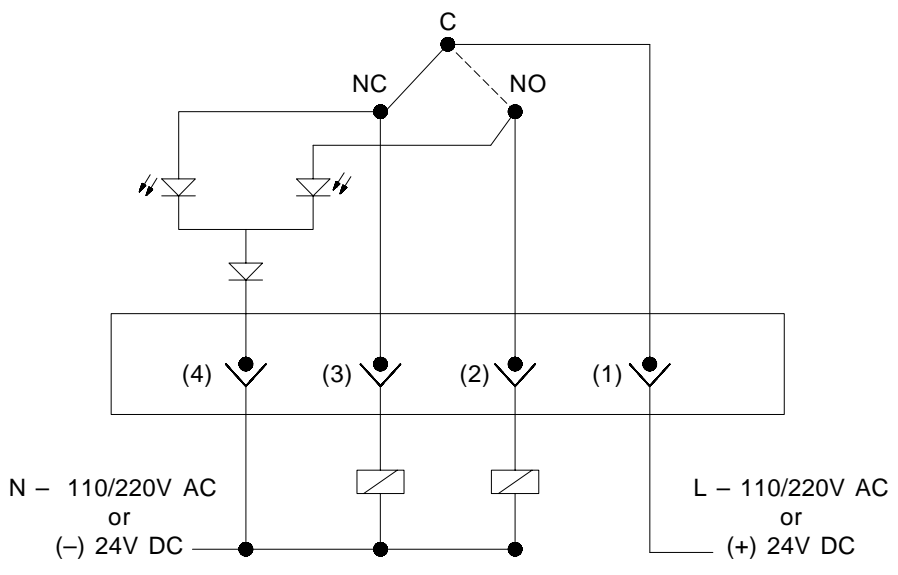 C
NC
NO
(4)
(3)
(2)
(1)
N – 110/220V AC
or
(–) 24V DC
L – 110/220V AC
or
(+) 24V DC